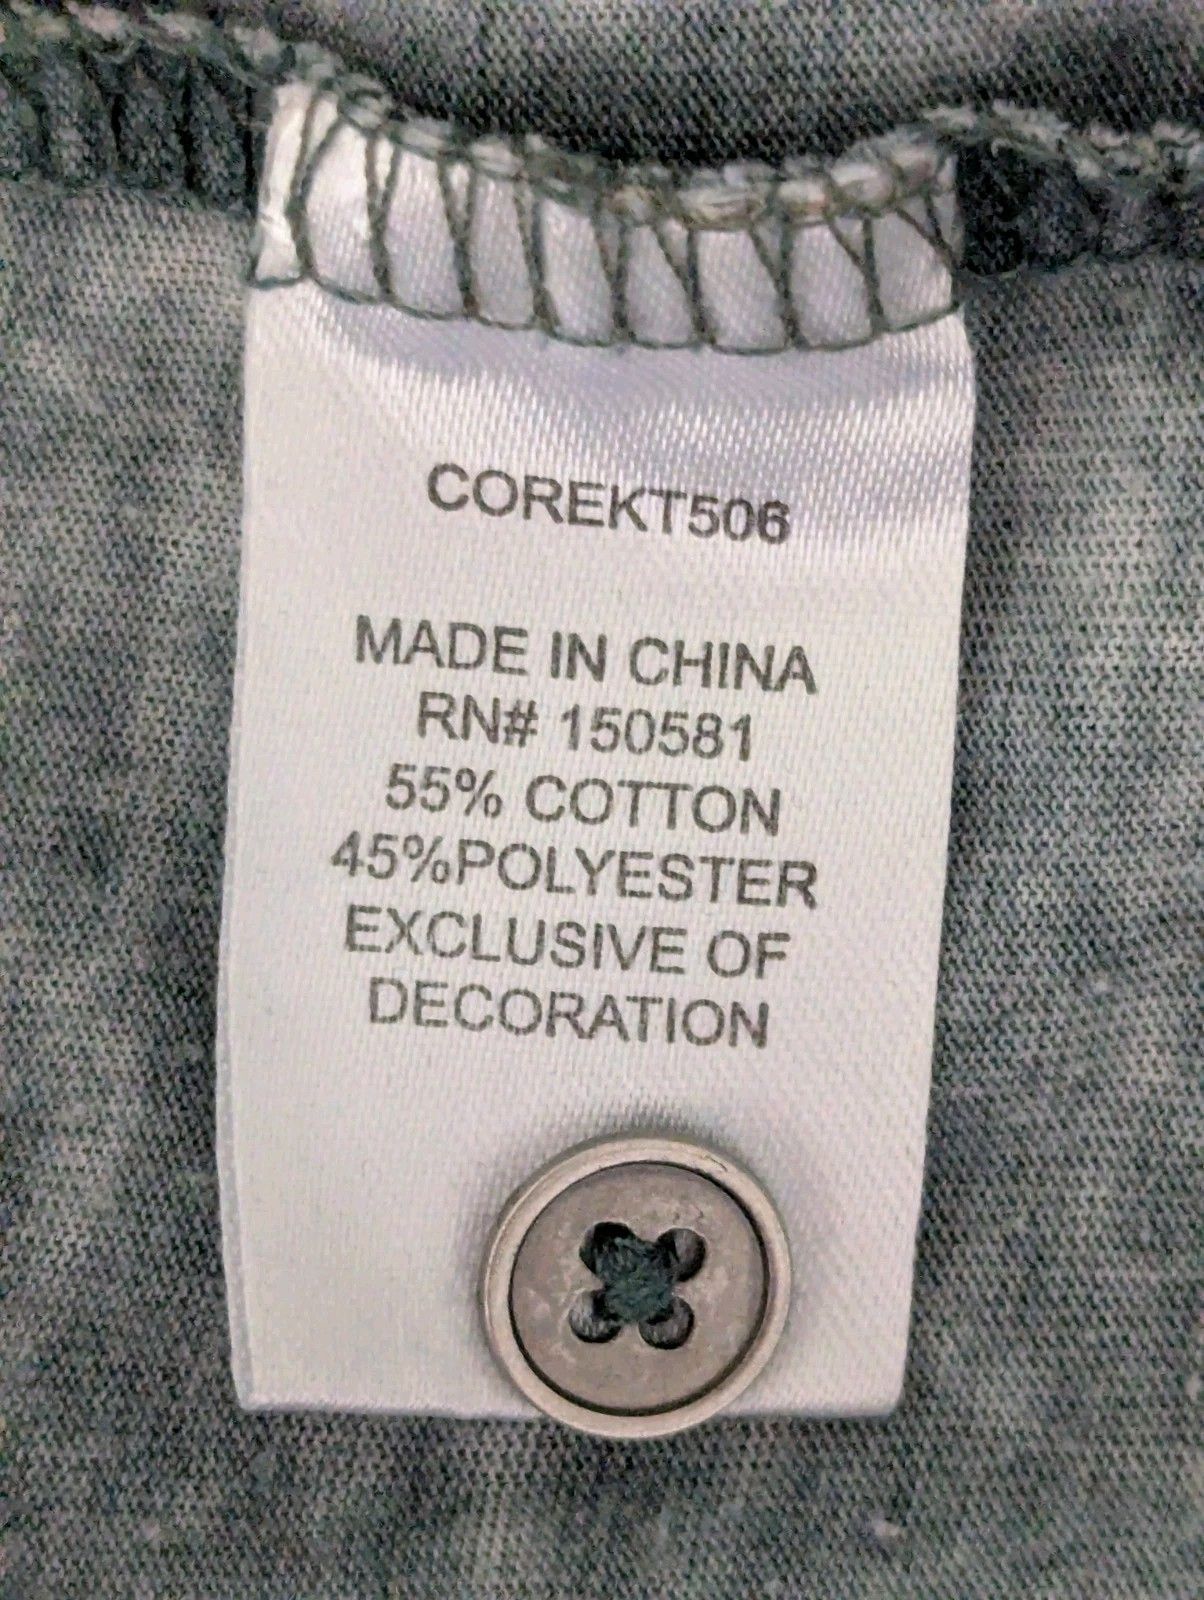 COREKT506
MADE IN CHINA
RN# 150581
55% COTTON
45%POLYESTER
EXCLUSIVE OF
DECORATION